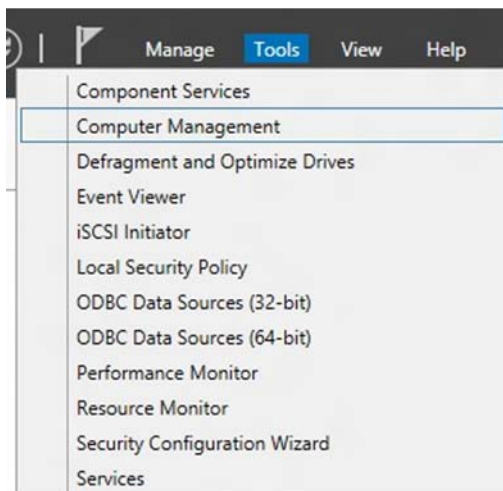 Manage Tools View Help
Component Services
Computer Management
Defragment and Optimize Drives
Event Viewer
iSCSI Initiator
Local Security Policy
ODBC Data Sources (32-bit)
ODBC Data Sources (64-bit)
Performance Monitor
Resource Monitor
Security Configuration Wizard
Services